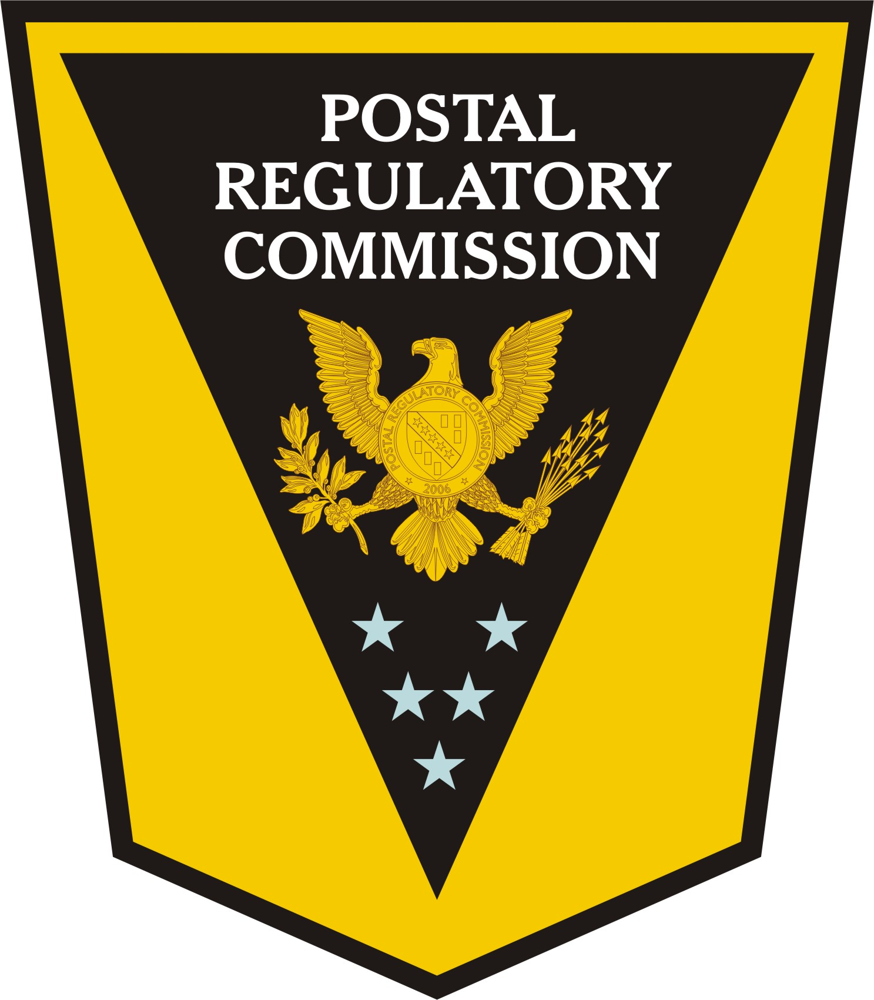 POSTAL
REGULATORY
COMMISSION
POSTAL REGULATORY COMMISSION
2006